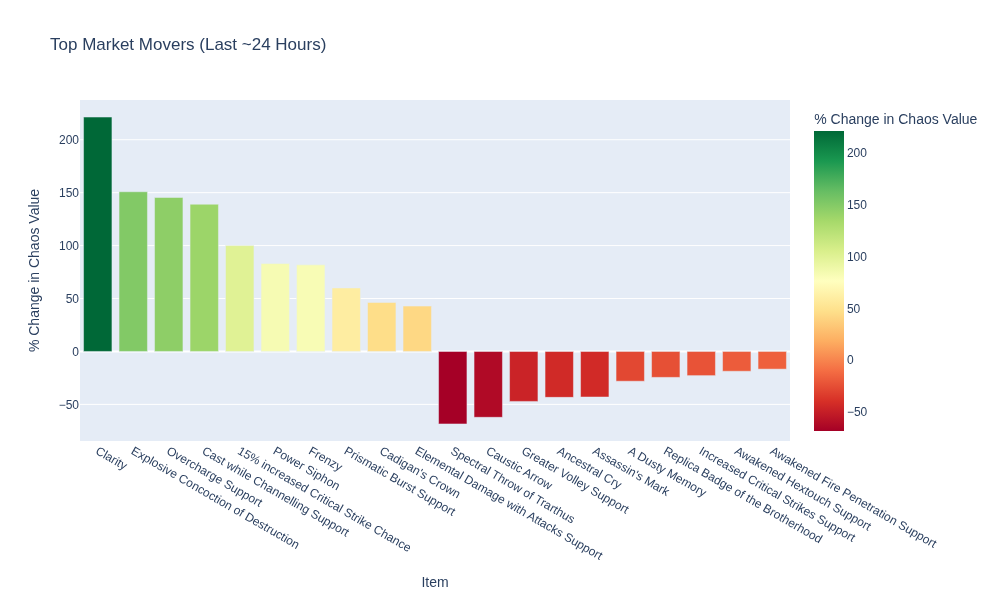 Top Market Movers (Last ~24 Hours)
% Change in Chaos Value
200
150
100
50
0
−50
% Change in Chaos Value
200
150
100
50
0
−50
Clarity
Explosive Concoction of Destruction
Overcharge Support
Cast while Channelling Support
15% increased Critical Strike Chance
Power Siphon
Frenzy
Prismatic Burst Support
Cadigan's Crown
Elemental Damage with Attacks Support
Spectral Throw of Trarthus
Caustic Arrow
Greater Volley Support
Ancestral Cry
Assassin's Mark
A Dusty Memory
Replica Badge of the Brotherhood
Increased Critical Strikes Support
Awakened Hextouch Support
Awakened Fire Penetration Support
Item